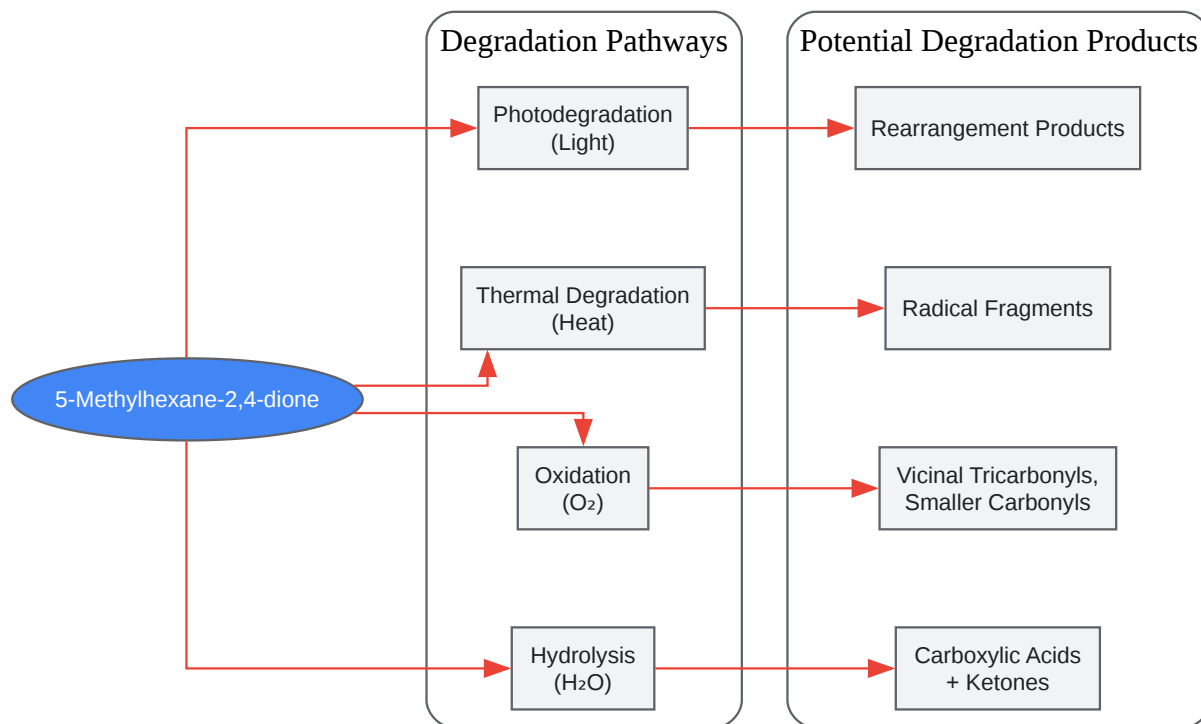 Degradation Pathways
Potential Degradation Products
Photodegradation
(Light)
Rearrangement Products
Thermal Degradation
(Heat)
Radical Fragments
5-Methylhexane-2,4-dione
Oxidation
(O₂)
Vicinal Tricarbonyls,
Smaller Carbonyls
Hydrolysis
(H₂O)
Carboxylic Acids
+ Ketones